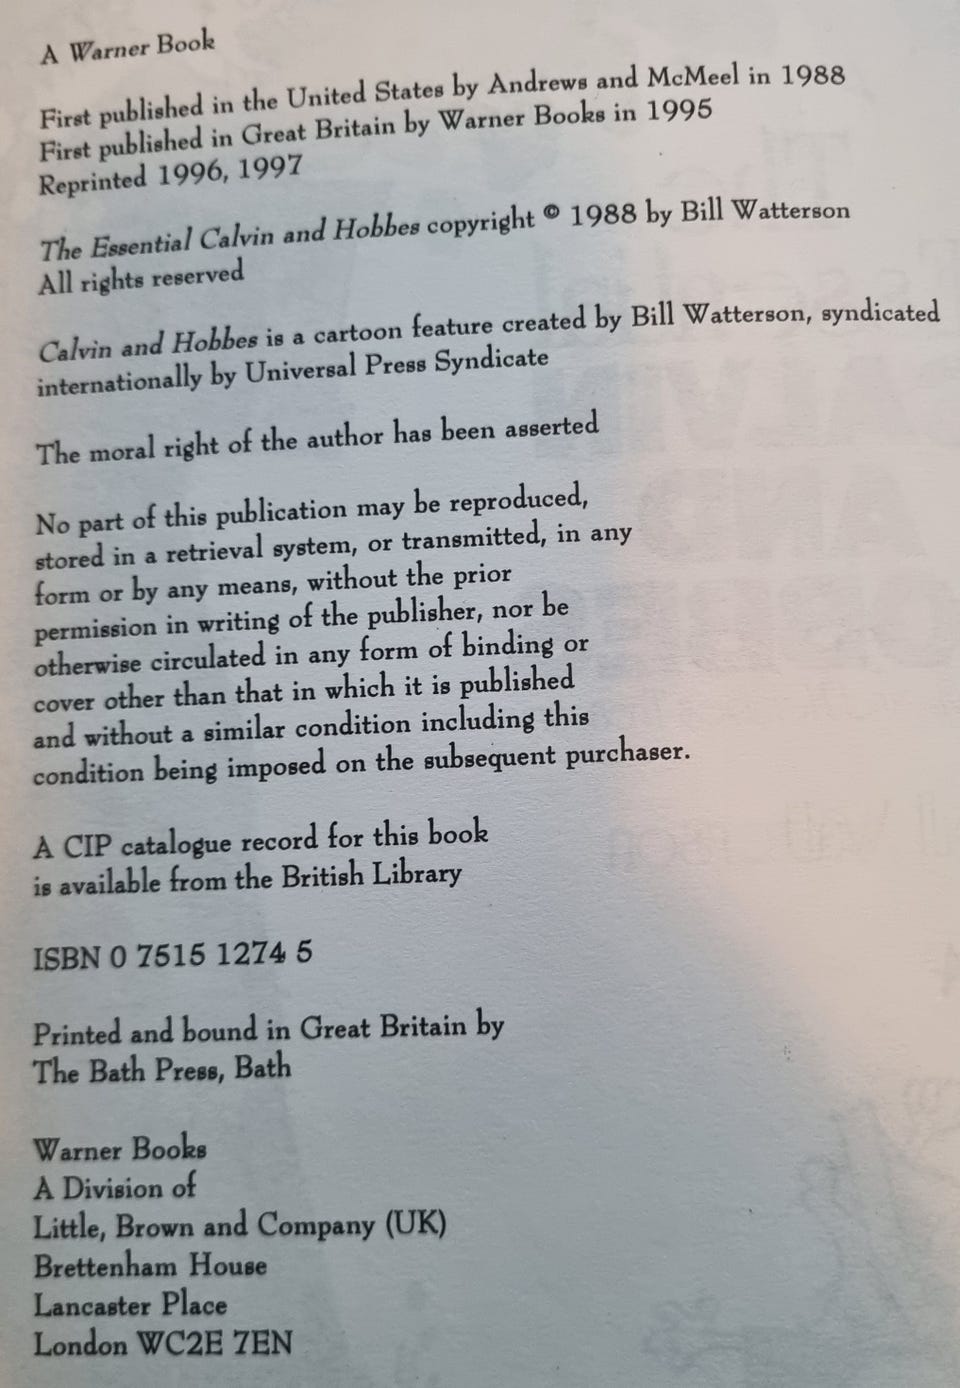 A Warner Book
First published in the United States by Andrews and McMeel in 1988
First published in Great Britain by Warner Books in 1995
Reprinted 1996, 1997
The Essential Calvin and Hobbes copyright © 1988 by Bill Watterson
All rights reserved
Calvin and Hobbes is a cartoon feature created by Bill Watterson, syndicated
internationally by Universal Press Syndicate
The moral right of the author has been asserted
No part of this publication may be reproduced,
stored in a retrieval system, or transmitted, in any
form or by any means, without the prior
permission in writing of the publisher, nor be
otherwise circulated in any form of binding or
cover other than that in which it is published
and without a similar condition including this
condition being imposed on the subsequent purchaser.
A CIP catalogue record for this book
is available from the British Library
ISBN 0 7515 1274 5
Printed and bound in Great Britain by
The Bath Press, Bath
Warner Books
A Division of
Little, Brown and Company (UK)
Brettenham House
Lancaster Place
London WC2E 7EN